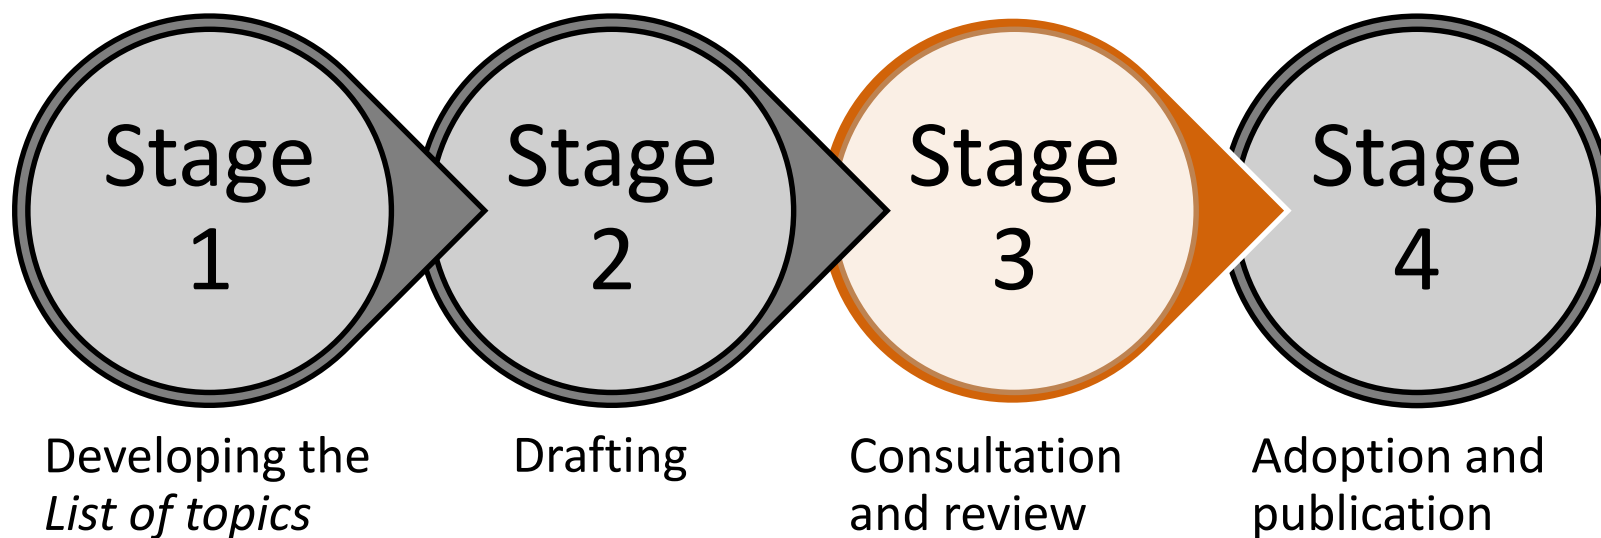 Stage
1
Stage
2
Stage
3
Stage
4
Developing the
List of topics
Drafting
Consultation
and review
Adoption and
publication